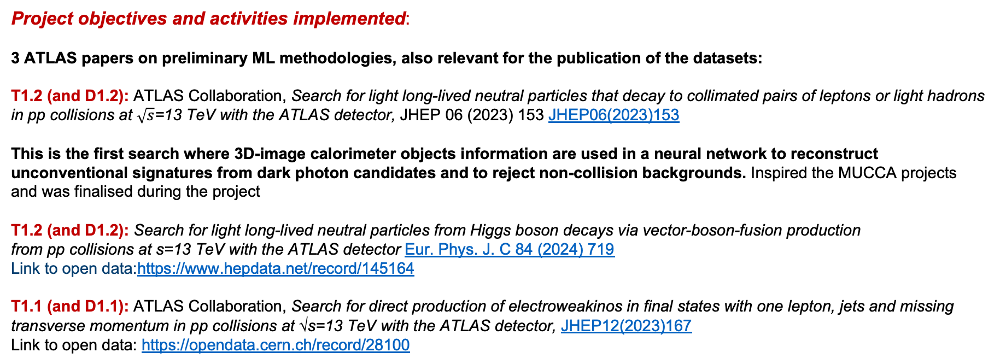 Project objectives and activities implemented:
3 ATLAS papers on preliminary ML methodologies, also relevant for the publication of the datasets:
T1.2 (and D1.2): ATLAS Collaboration, Search for light long-lived neutral particles that decay to collimated pairs of leptons or light hadrons
in pp collisions at √s=13 TeV with the ATLAS detector, JHEP 06 (2023) 153 JHEP06(2023)153
This is the first search where 3D-image calorimeter objects information are used in a neural network to reconstruct
unconventional signatures from dark photon candidates and to reject non-collision backgrounds. Inspired the MUCCA projects
and was finalised during the project
T1.2 (and D1.2): Search for light long-lived neutral particles from Higgs boson decays via vector-boson-fusion production
from pp collisions at s=13 TeV with the ATLAS detector Eur. Phys. J. C 84 (2024) 719
Link to open data:https://www.hepdata.net/record/145164
T1.1 (and D1.1): ATLAS Collaboration, Search for direct production of electroweakinos in final states with one lepton, jets and missing
transverse momentum in pp collisions at √s=13 TeV with the ATLAS detector, JHEP12(2023)167
Link to open data: https://opendata.cern.ch/record/28100